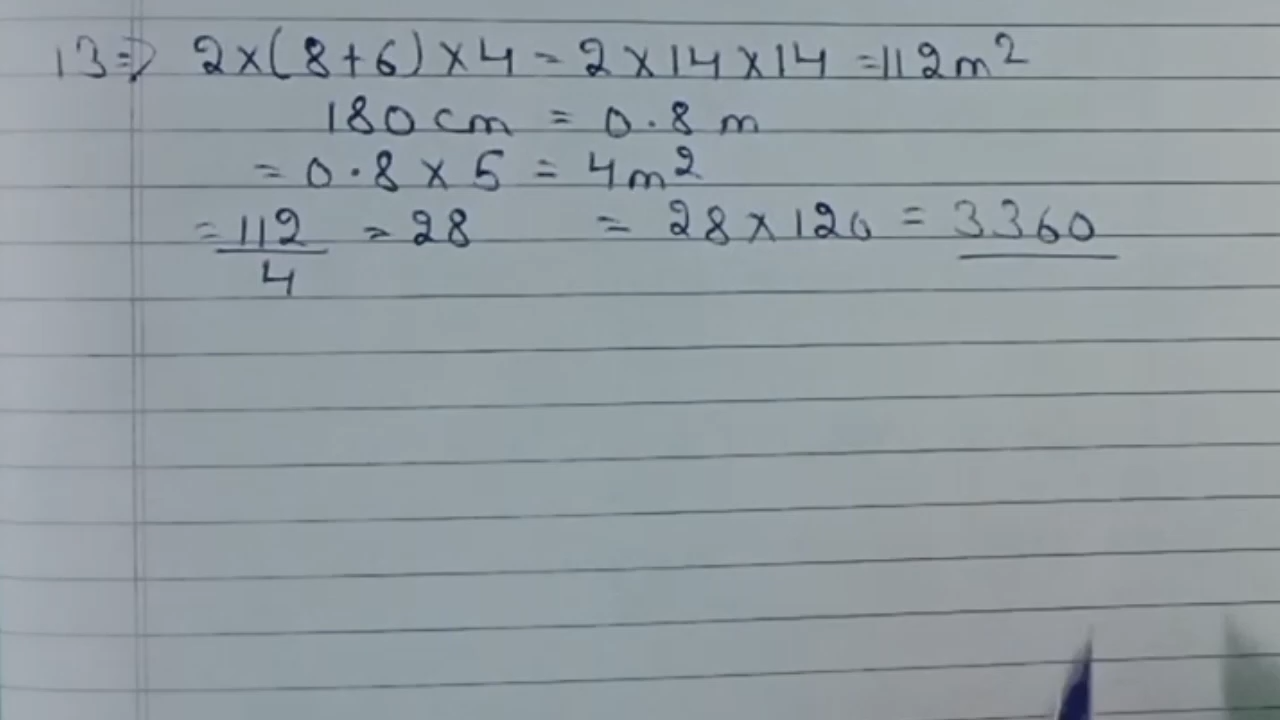 13⇒ 2×(8+6)×4 = 2×14×14 = 112m²
180 cm = 0.8 m
= 0.8 × 5 = 4m²
= 112/4 = 28 = 28×120 = 3360